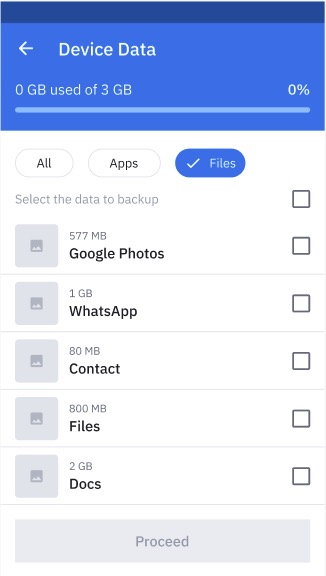 Device Data
0 GB used of 3 GB 0%
All Apps Files
Select the data to backup
577 MB
Google Photos
1 GB
WhatsApp
80 MB
Contact
800 MB
Files
2 GB
Docs
Proceed